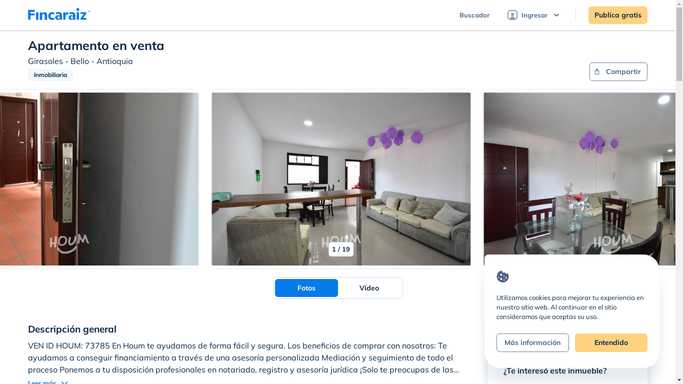 Fincaraíz
Buscador
Ingresar
Publica gratis
Apartamento en venta
Girasoles - Bello - Antioquia
Inmobiliaria
Compartir
HOUM
HOUM
HOUM
1 / 19
Fotos
Video
Descripción general
VEN ID HOUM: 73785 En Houm te ayudamos de forma fácil y segura. Los beneficios de comprar con nosotros: Te
ayudamos a conseguir financiamiento a través de una asesoría personalizada Mediación y seguimiento de todo el
proceso Ponemos a tu disposición profesionales en notariado, registro y asesoría jurídica ¡Solo te preocupas de las...
Leer más
Utilizamos cookies para mejorar tu experiencia en
nuestro sitio web. Al continuar en el sitio
consideramos que aceptas su uso.
Más información
Entendido
¿Te interesó este inmueble?